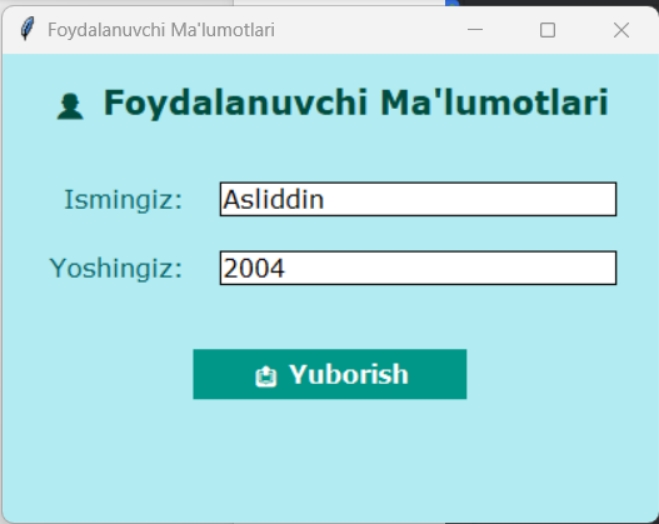 Foydalanuvchi Ma'lumotlari
Foydalanuvchi Ma'lumotlari
Ismingiz: Asliddin
Yoshingiz: 2004
Yuborish